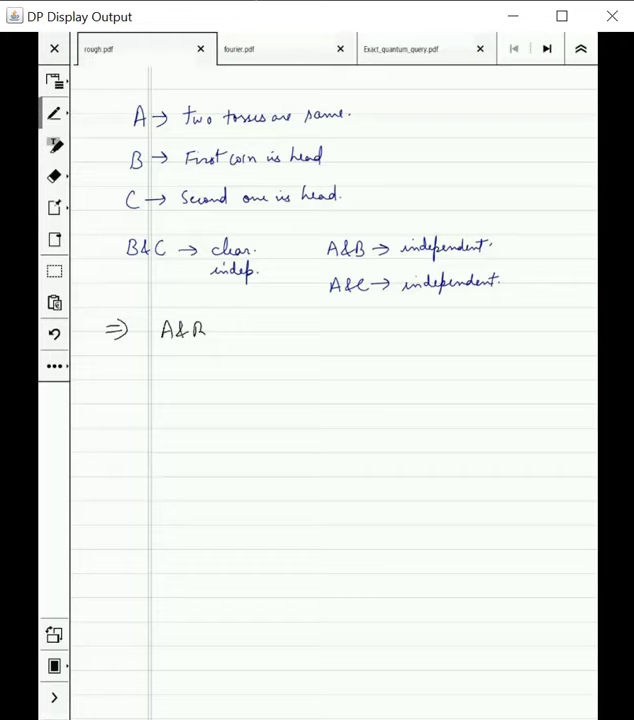 DP Display Output
rough.pdf
fourier.pdf
Exact_quantum_query.pdf
A → two tosses are same.
B → First coin is head
C → Second one is head.
B&C → clear. indep.
A&B → independent.
A&C → independent.
⇒ A&R